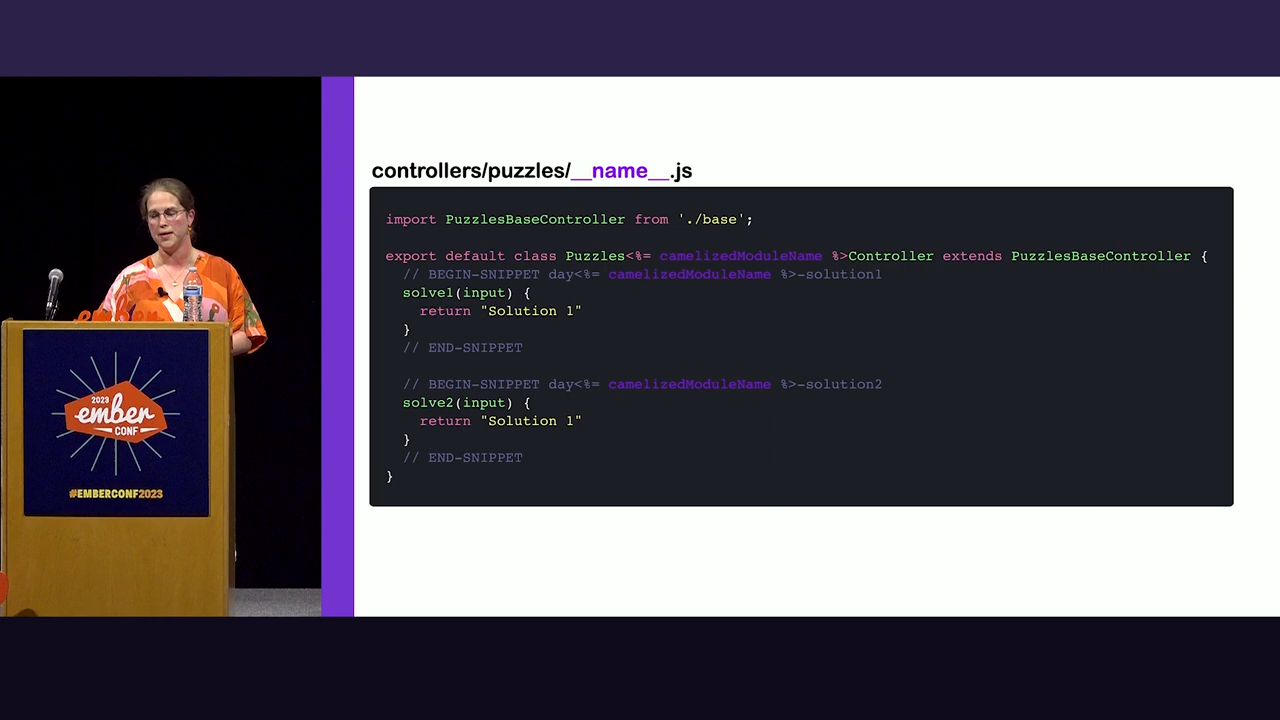 controllers/puzzles/__name__.js
import PuzzlesBaseController from './base';
export default class Puzzles<%= camelizedModuleName %>Controller extends PuzzlesBaseController {
// BEGIN-SNIPPET day<%= camelizedModuleName %>-solution1
solve1(input) {
return "Solution 1"
}
// END-SNIPPET
// BEGIN-SNIPPET day<%= camelizedModuleName %>-solution2
solve2(input) {
return "Solution 1"
}
// END-SNIPPET
}
ember
2023
ember
CONF
#EMBERCONF2023